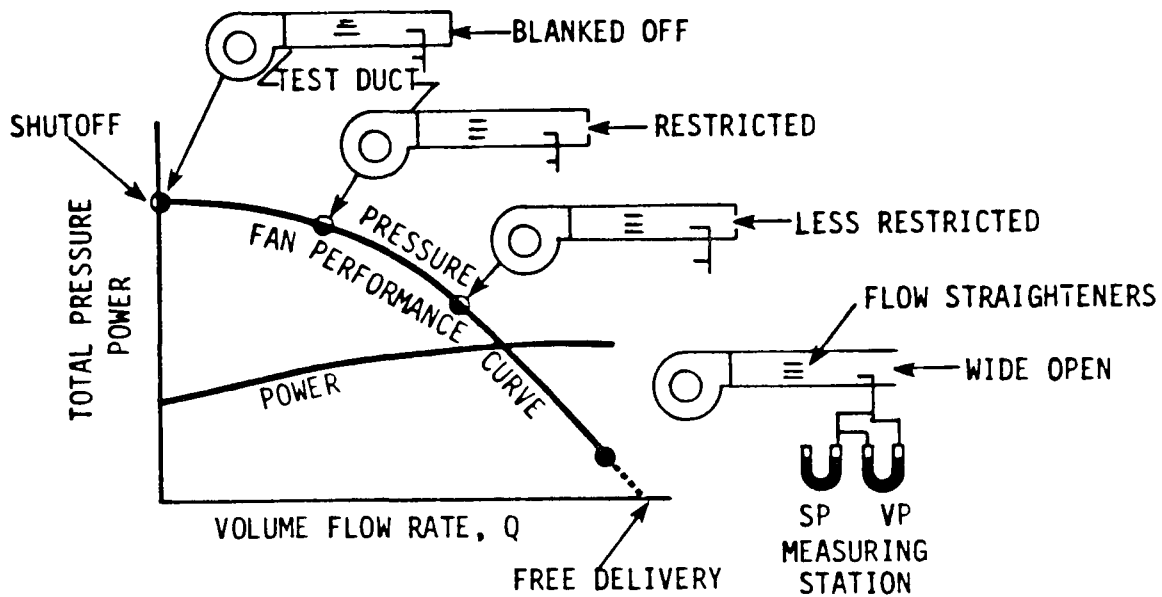 BLANKED OFF
TEST DUCT
SHUTOFF
RESTRICTED
LESS RESTRICTED
FLOW STRAIGHTENERS
WIDE OPEN
TOTAL PRESSURE
POWER
PRESSURE
FAN PERFORMANCE CURVE
POWER
VOLUME FLOW RATE, Q
FREE DELIVERY
SP VP
MEASURING
STATION